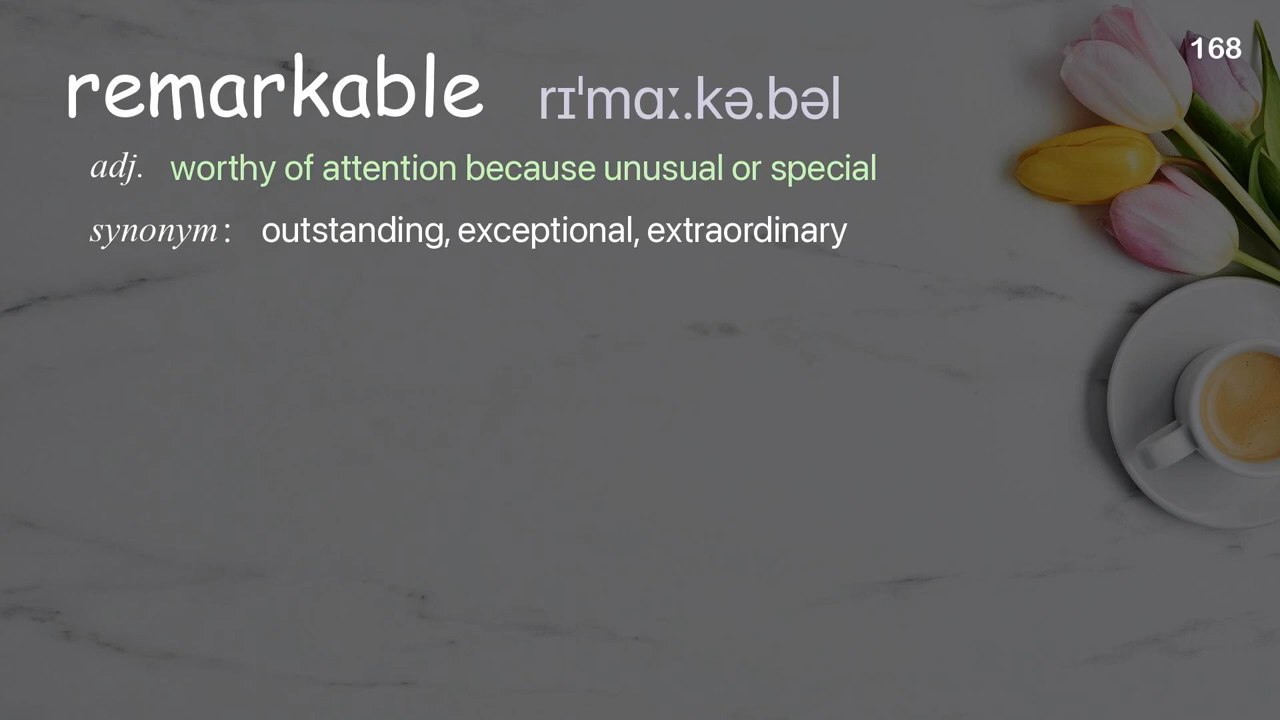 168
remarkable rɪˈmɑː.kə.bəl
adj. worthy of attention because unusual or special
synonym: outstanding, exceptional, extraordinary